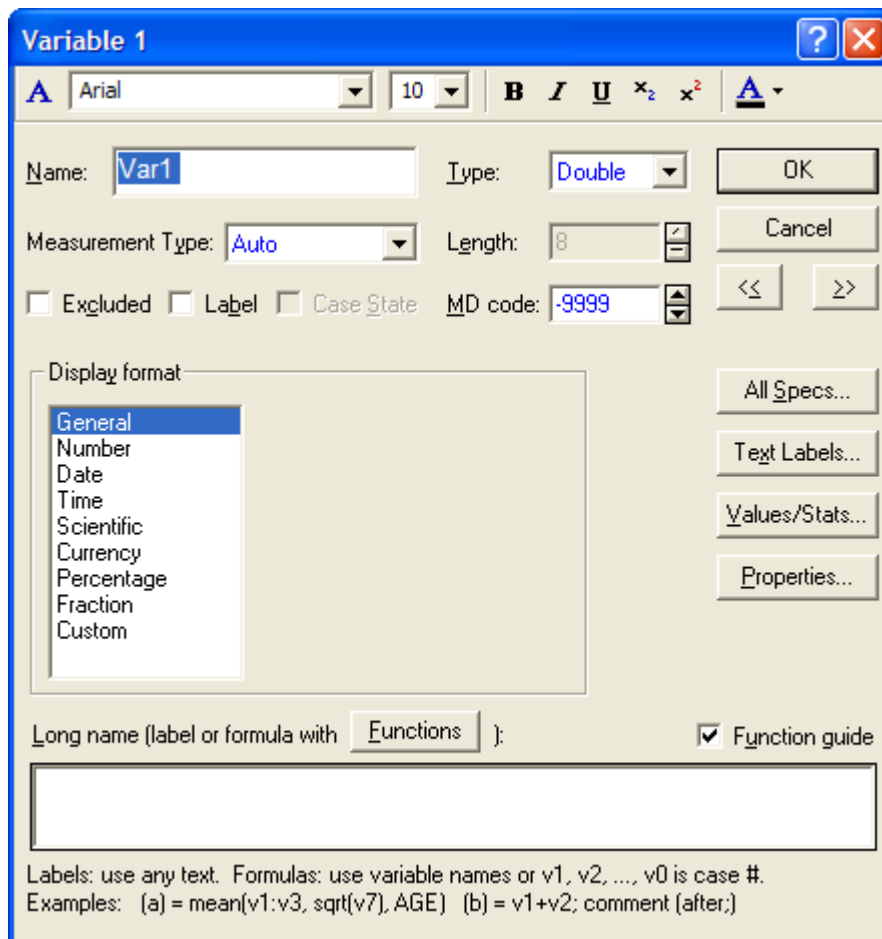 Variable 1
A Arial 10 B I U x₂ x² A
Name: Var1 Type: Double OK
Measurement Type: Auto Length: 8 Cancel
Excluded Label Case State MD code: -9999 << >>
Display format
General
Number
Date
Time
Scientific
Currency
Percentage
Fraction
Custom
All Specs...
Text Labels...
Values/Stats...
Properties...
Long name (label or formula with Functions ): Function guide
Labels: use any text. Formulas: use variable names or v1, v2, ..., v0 is case #.
Examples: (a) = mean(v1:v3, sqrt(v7), AGE) (b) = v1+v2; comment (after;)